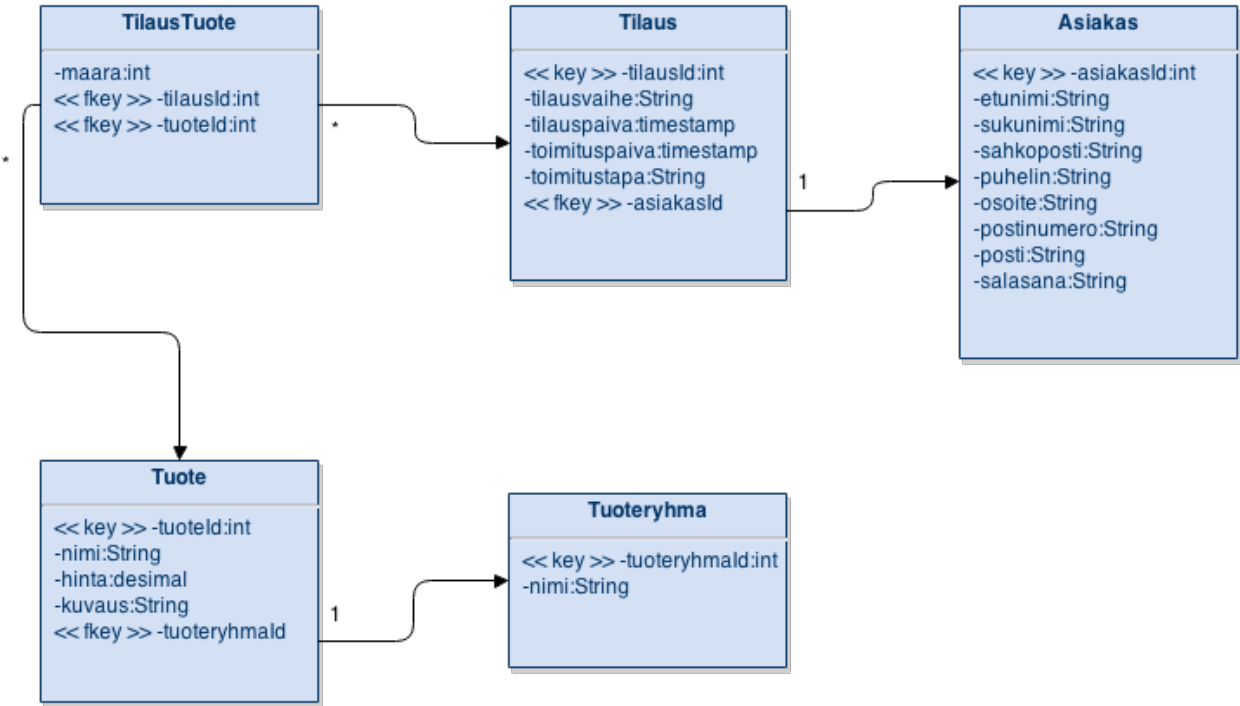 TilausTuote
-maara:int
<< fkey >> -tilausId:int
<< fkey >> -tuoteId:int
*
*
Tilaus
<< key >> -tilausId:int
-tilausvaihe:String
-tilauspaiva:timestamp
-toimituspaiva:timestamp
-toimitustapa:String
<< fkey >> -asiakasId
1
Asiakas
<< key >> -asiakasId:int
-etunimi:String
-sukunimi:String
-sahkoposti:String
-puhelin:String
-osoite:String
-postinumero:String
-posti:String
-salasana:String
Tuote
<< key >> -tuoteId:int
-nimi:String
-hinta:desimal
-kuvaus:String
<< fkey >> -tuoteryhmaId
1
Tuoteryhma
<< key >> -tuoteryhmaId:int
-nimi:String